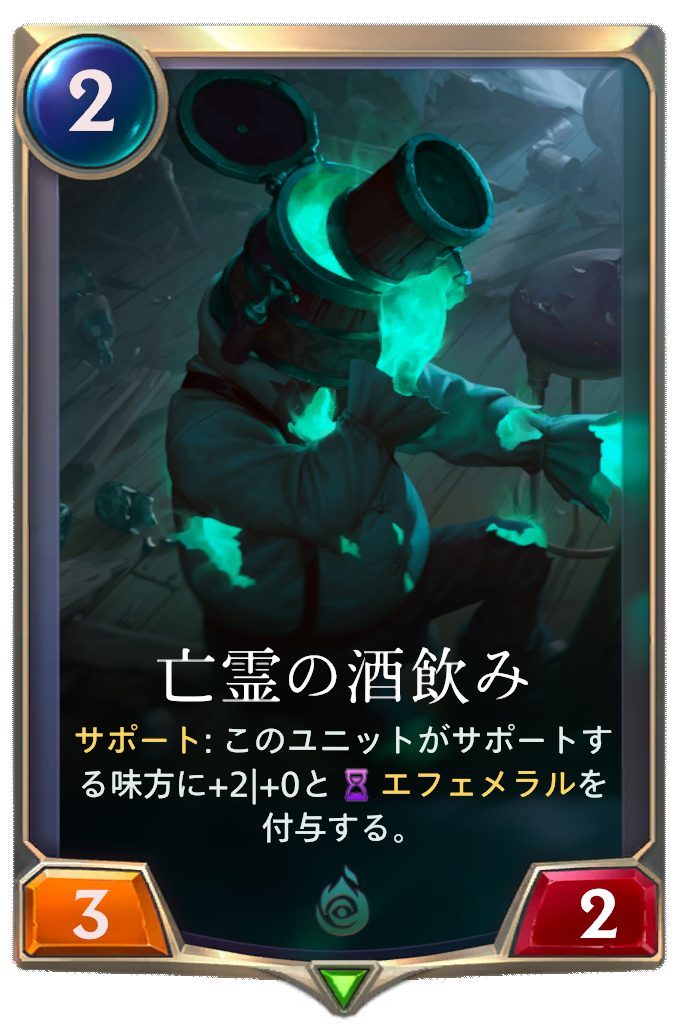 2
亡霊の酒飲み
サポート: このユニットがサポートす
る味方に+2|+0と エフェメラルを
付与する。
3
2